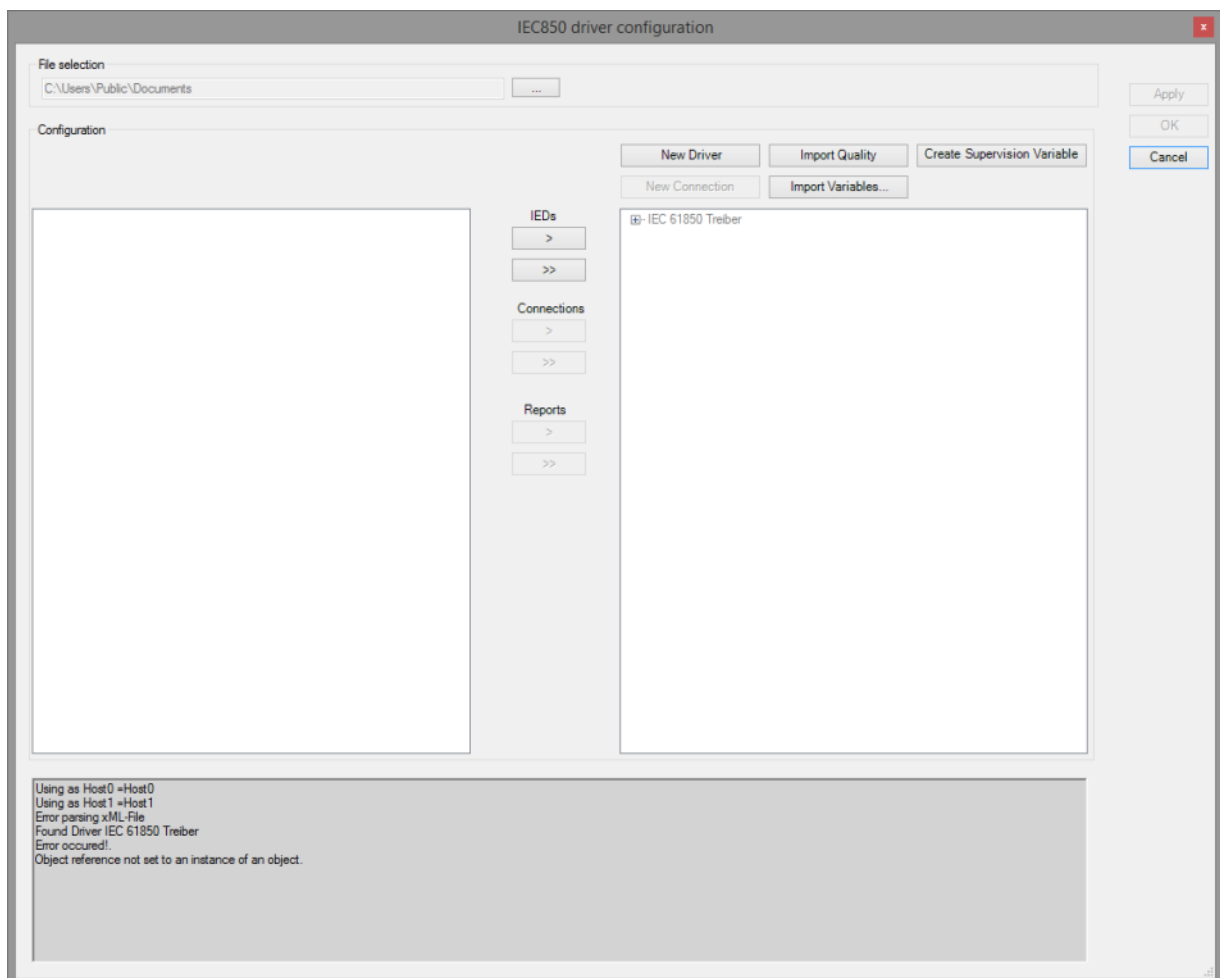 IEC850 driver configuration
x
File selection
C:\Users\Public\Documents
...
Apply
OK
Cancel
Configuration
New Driver
Import Quality
Create Supervision Variable
New Connection
Import Variables...
IEDs
>
>>
Connections
>
>>
Reports
>
>>
IEC 61850 Treiber
Using as Host0 =Host0
Using as Host1 =Host1
Error parsing xML-File
Found Driver IEC 61850 Treiber
Error occured!.
Object reference not set to an instance of an object.